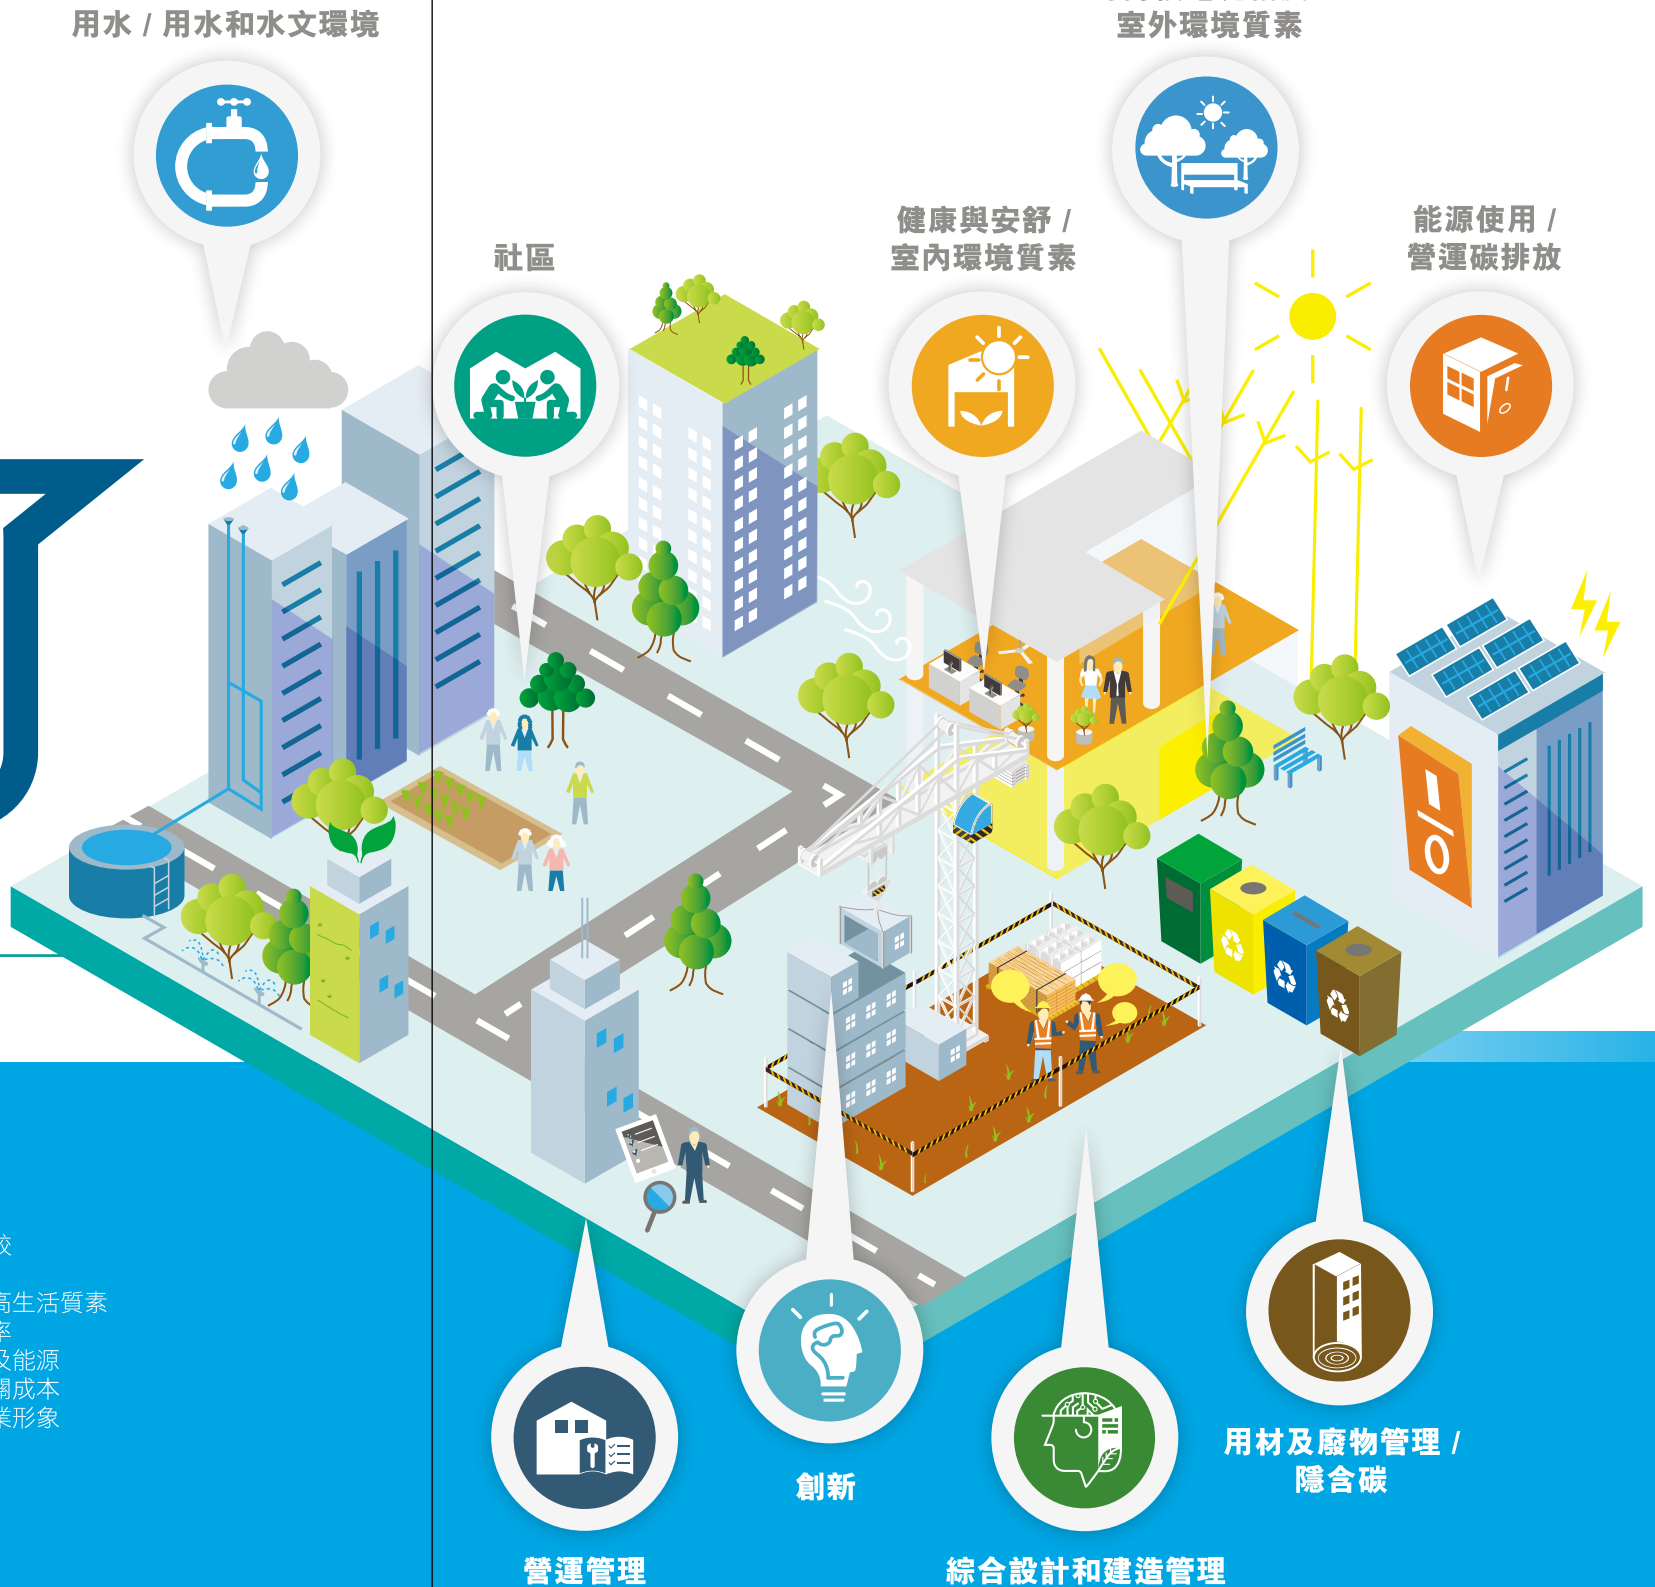 用水 / 用水和水文環境
室外環境質素
健康與安舒 /
室內環境質素
能源使用 /
營運碳排放
社區
高生活質素
率
及能源
成本
業形象
用材及廢物管理 /
隱含碳
創新
營運管理
綜合設計和建造管理